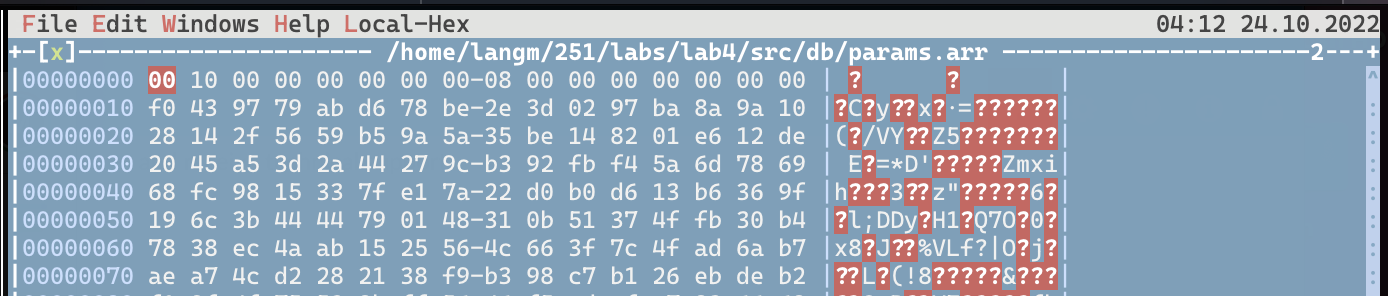 File Edit Windows Help Local-Hex 04:12 24.10.2022
+-[x]--------------------- /home/langm/251/labs/lab4/src/db/params.arr ----------------------2---+
|00000000 00 10 00 00 00 00 00 00-08 00 00 00 00 00 00 00 | ?      ?       |
|00000010 f0 43 97 79 ab d6 78 be-2e 3d 02 97 ba 8a 9a 10 |?C?y??x?·=??????|
|00000020 28 14 2f 56 59 b5 9a 5a-35 be 14 82 01 e6 12 de |(?/VY??Z5???????|
|00000030 20 45 a5 3d 2a 44 27 9c-b3 92 fb f4 5a 6d 78 69 | E?=*D'?????Zmxi|
|00000040 68 fc 98 15 33 7f e1 7a-22 d0 b0 d6 13 b6 36 9f |h???3??z"?????6?|
|00000050 19 6c 3b 44 44 79 01 48-31 0b 51 37 4f fb 30 b4 |?l;DDy?H1?Q7O?0?|
|00000060 78 38 ec 4a ab 15 25 56-4c 66 3f 7c 4f ad 6a b7 |x8?J??%VLf?|O?j?|
|00000070 ae a7 4c d2 28 21 38 f9-b3 98 c7 b1 26 eb de b2 |??L?(!8?????&???|